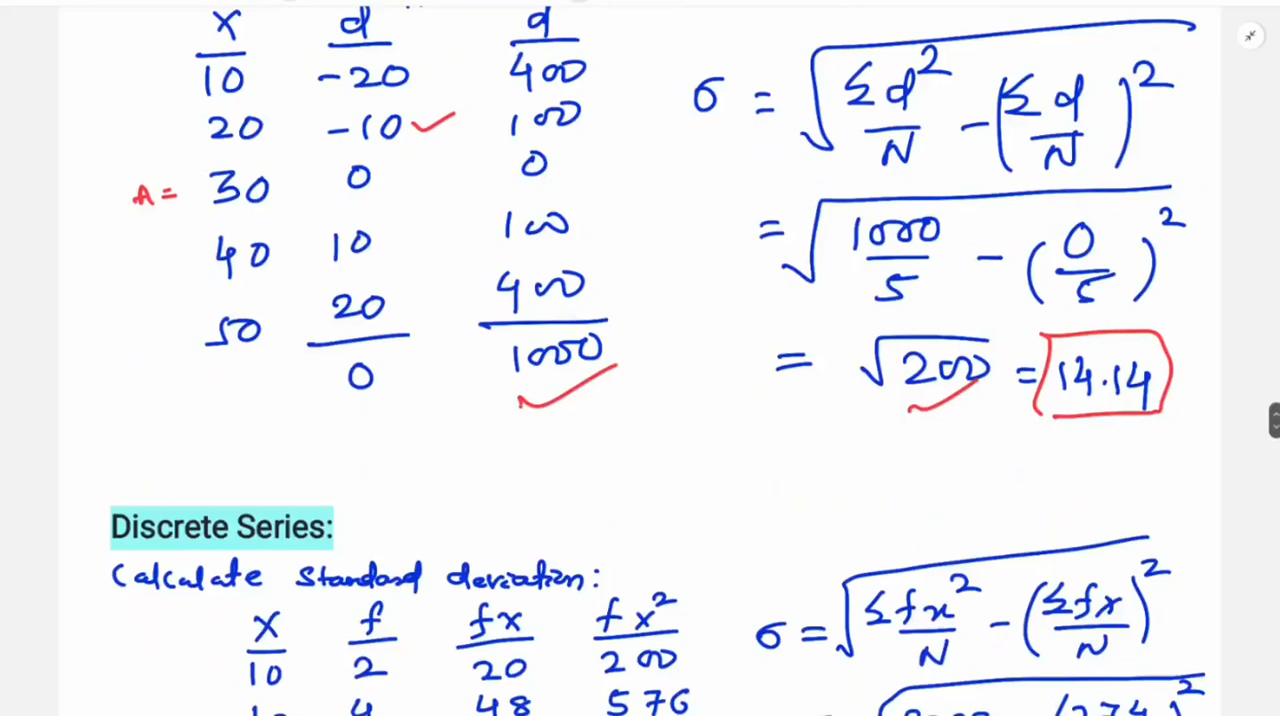 X d d
10 -20 400
20 -10 100
A = 30 0 0
40 10 100
50 20 400
0 1000
σ = √(Σd²/N - (Σd/N)²)
= √(1000/5 - (0/5)²)
= √200 = 14.14
Discrete Series:
Calculate Standard deviation:
X f fx fx²
10 2 20 200
4 48 576
σ = √(Σfx²/N - (Σfx/N)²)